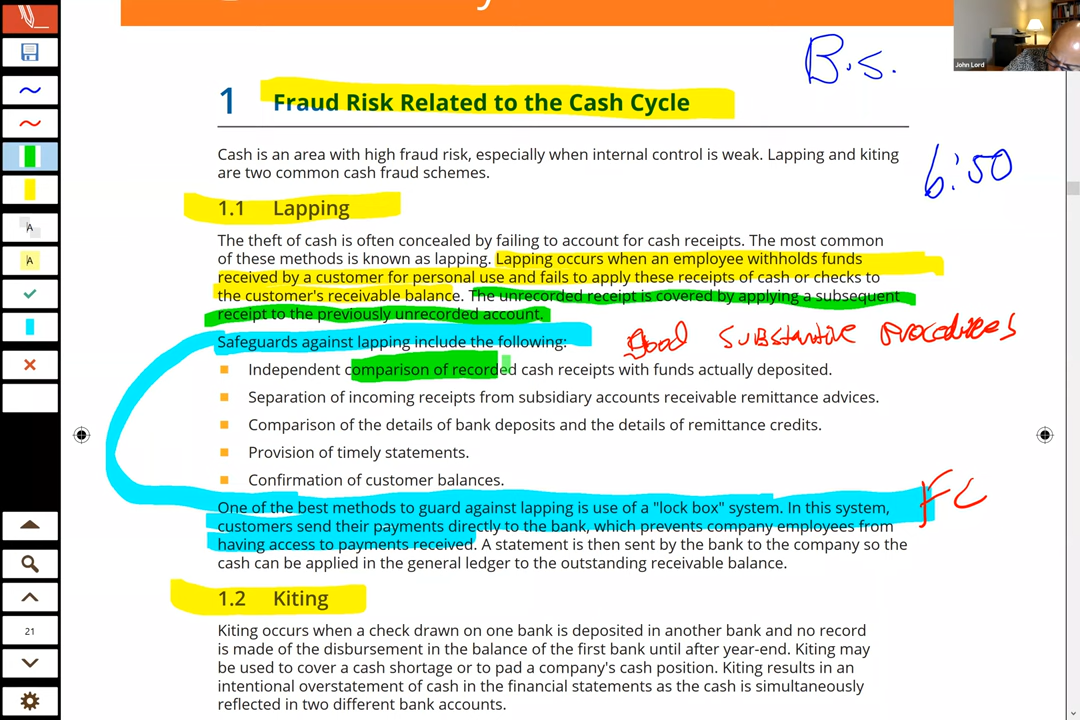 B.S.
John Lord
1 Fraud Risk Related to the Cash Cycle
Cash is an area with high fraud risk, especially when internal control is weak. Lapping and kiting
are two common cash fraud schemes.
6:50
1.1 Lapping
The theft of cash is often concealed by failing to account for cash receipts. The most common
of these methods is known as lapping. Lapping occurs when an employee withholds funds
received by a customer for personal use and fails to apply these receipts of cash or checks to
the customer's receivable balance. The unrecorded receipt is covered by applying a subsequent
receipt to the previously unrecorded account.
Safeguards against lapping include the following:
good substantive procedures
Independent comparison of recorded cash receipts with funds actually deposited.
Separation of incoming receipts from subsidiary accounts receivable remittance advices.
Comparison of the details of bank deposits and the details of remittance credits.
Provision of timely statements.
Confirmation of customer balances.
One of the best methods to guard against lapping is use of a "lock box" system. In this system,
customers send their payments directly to the bank, which prevents company employees from
having access to payments received. A statement is then sent by the bank to the company so the
cash can be applied in the general ledger to the outstanding receivable balance.
1.2 Kiting
Kiting occurs when a check drawn on one bank is deposited in another bank and no record
is made of the disbursement in the balance of the first bank until after year-end. Kiting may
be used to cover a cash shortage or to pad a company's cash position. Kiting results in an
intentional overstatement of cash in the financial statements as the cash is simultaneously
reflected in two different bank accounts.
A
A
21